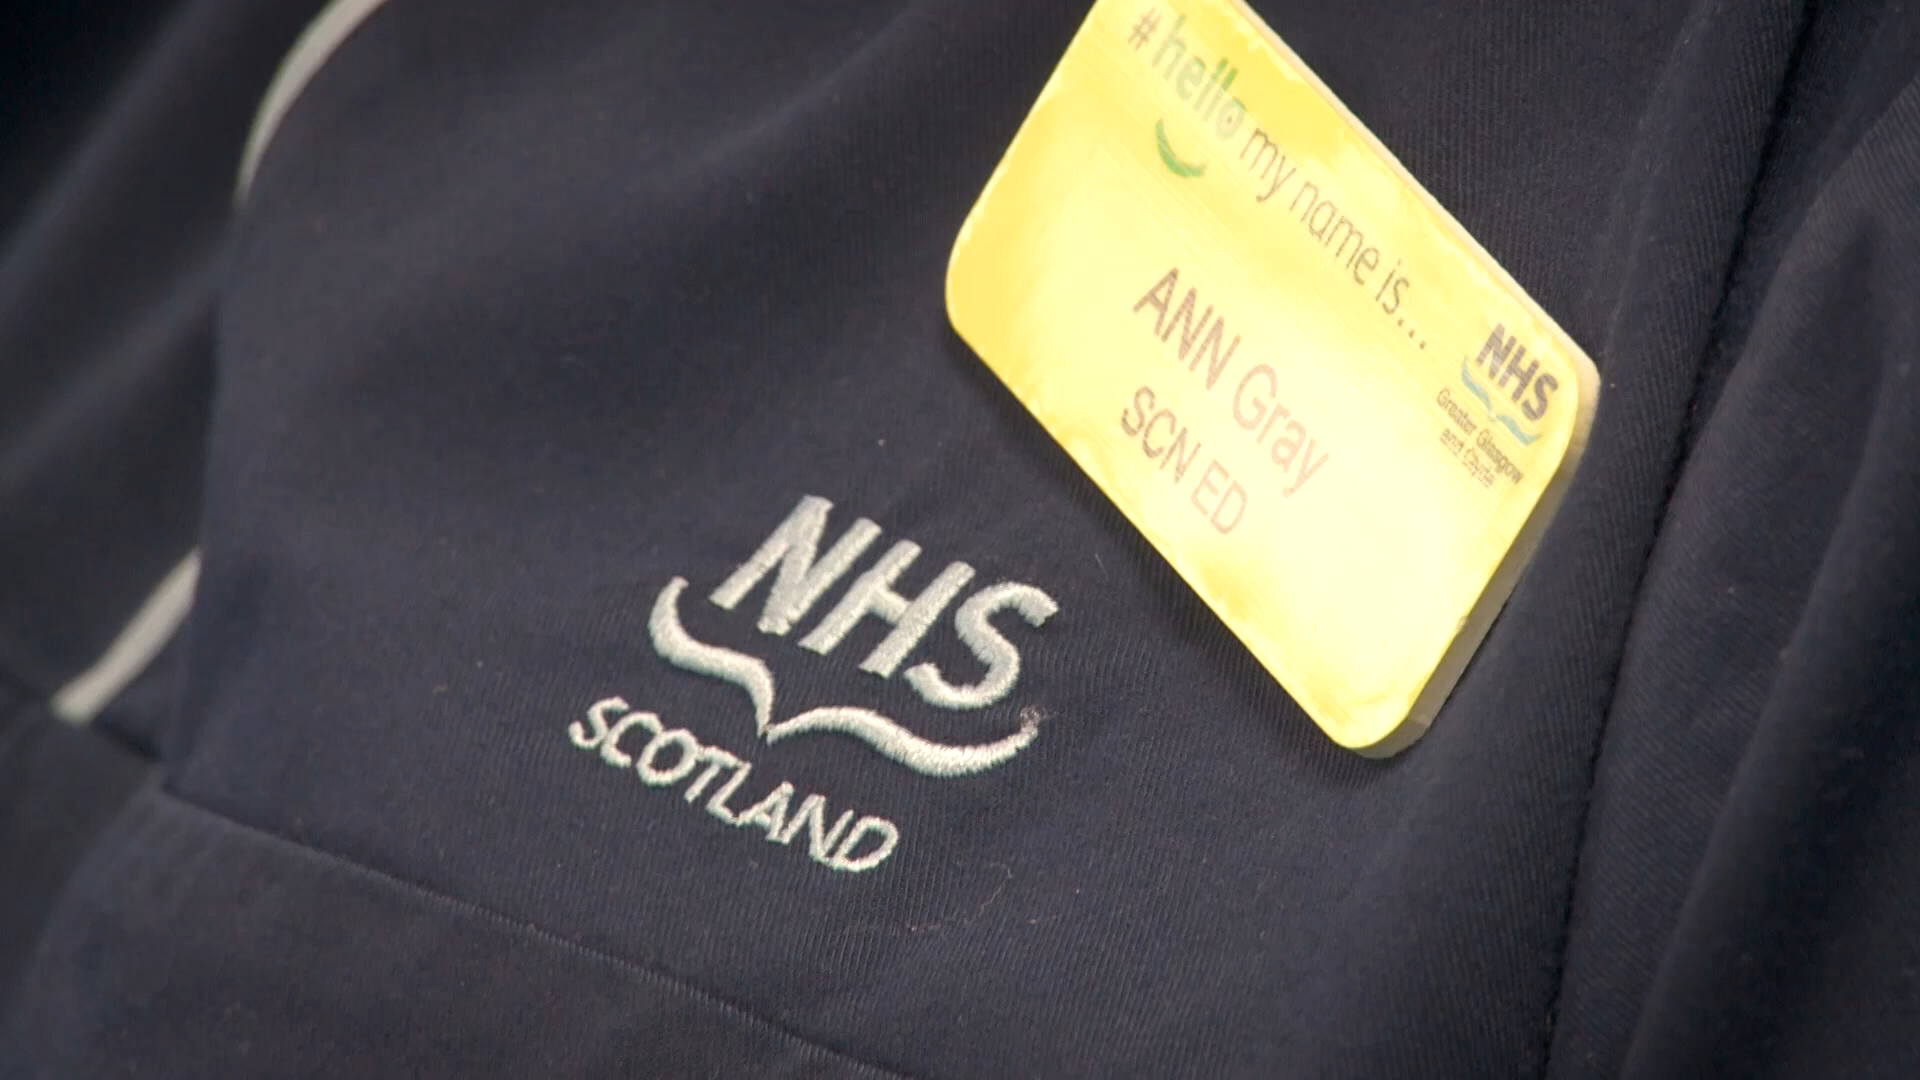 #hello my name is...
ANN Gray
SCN ED
NHS
Greater Glasgow
and Clyde
NHS
SCOTLAND